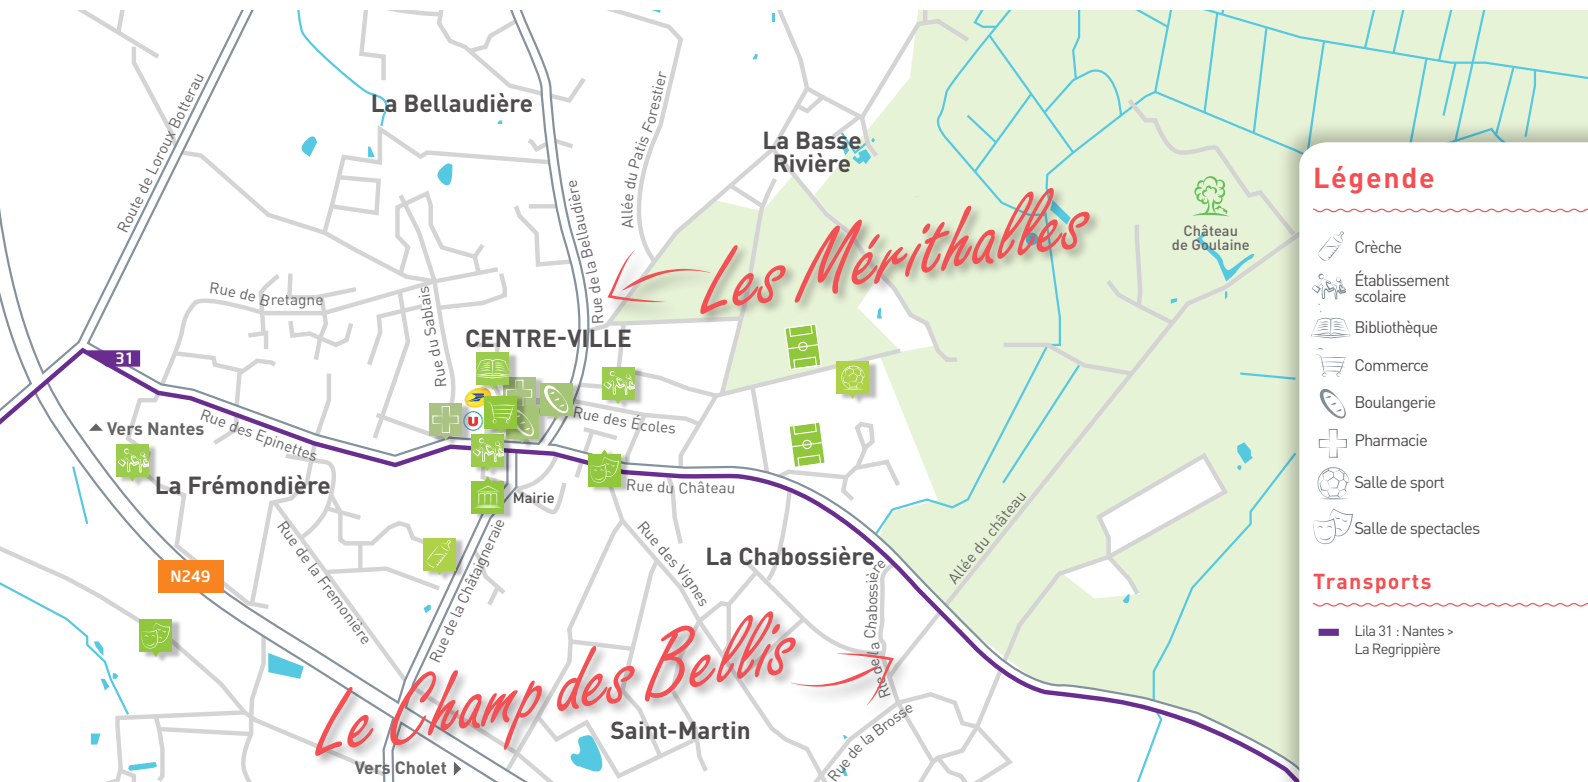 La Bellaudière
Route de Loroux Botterau
Allée du Patis Forestier
La Basse
Rivière
Rue de la Bellaudière
Les Mérithalles
Château
de Goulaine
Rue de Bretagne
Rue du Sablais
CENTRE-VILLE
31
U
Rue des Écoles
Vers Nantes
Rue des Epinettes
La Frémondière
Mairie
Rue du Château
Rue de la Fremonière
Rue de la Châtaigneraie
Rue des Vignes
La Chabossière
Allée du château
N249
Rue de la Chabossière
Le Champ des Bellis
Saint-Martin
Rue de la Brosse
Vers Cholet
Légende
Crèche
Établissement
scolaire
Bibliothèque
Commerce
Boulangerie
Pharmacie
Salle de sport
Salle de spectacles
Transports
Lila 31 : Nantes >
La Regrippière